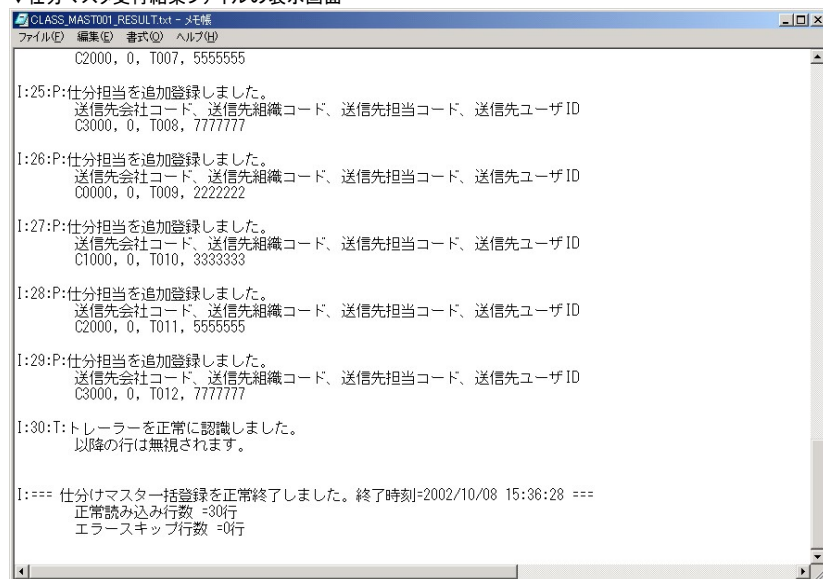 ▼仕分マスタ受付結果ファイルの表示画面
CLASS_MAST001_RESULT.txt - メモ帳
ファイル(F) 編集(E) 書式(O) ヘルプ(H)
C2000, 0, T007, 5555555
I:25:P:仕分担当を追加登録しました。
送信先会社コード、送信先組織コード、送信先担当コード、送信先ユーザID
C3000, 0, T008, 7777777
I:26:P:仕分担当を追加登録しました。
送信先会社コード、送信先組織コード、送信先担当コード、送信先ユーザID
C0000, 0, T009, 2222222
I:27:P:仕分担当を追加登録しました。
送信先会社コード、送信先組織コード、送信先担当コード、送信先ユーザID
C1000, 0, T010, 3333333
I:28:P:仕分担当を追加登録しました。
送信先会社コード、送信先組織コード、送信先担当コード、送信先ユーザID
C2000, 0, T011, 5555555
I:29:P:仕分担当を追加登録しました。
送信先会社コード、送信先組織コード、送信先担当コード、送信先ユーザID
C3000, 0, T012, 7777777
I:30:T:トレーラーを正常に認識しました。
以降の行は無視されます。
I:=== 仕分けマスター括登録を正常終了しました。終了時刻=2002/10/08 15:36:28 ===
正常読み込み行数 =30行
エラースキップ行数 =0行